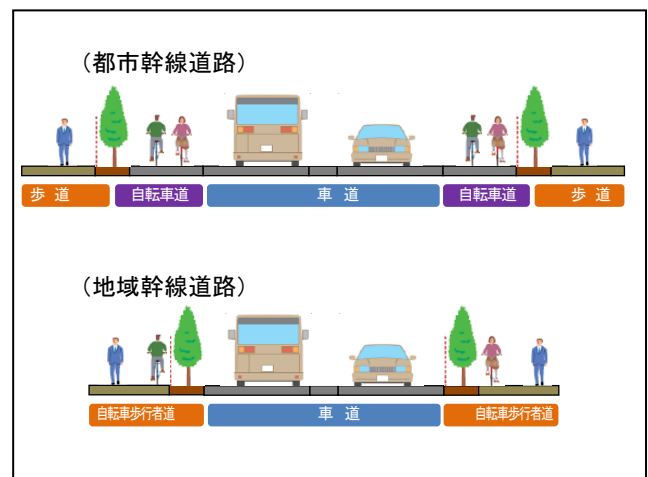 （都市幹線道路）
歩 道 自転車道 車 道 自転車道 歩 道
（地域幹線道路）
自転車歩行者道 車 道 自転車歩行者道